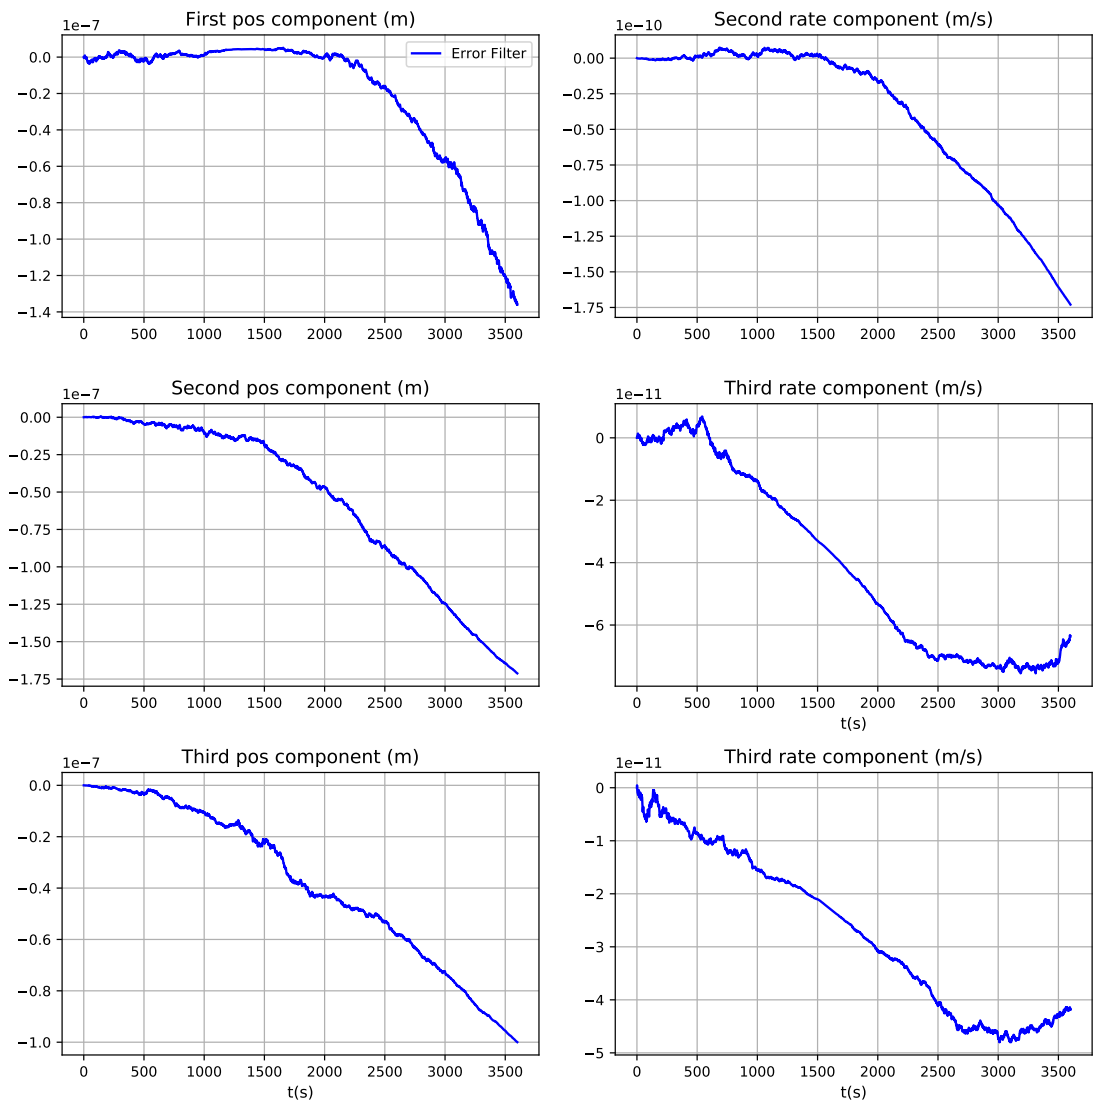 First pos component (m)
1e−7
Error Filter
0.0
−0.2
−0.4
−0.6
−0.8
−1.0
−1.2
−1.4
0 500 1000 1500 2000 2500 3000 3500
Second rate component (m/s)
1e−10
0.00
−0.25
−0.50
−0.75
−1.00
−1.25
−1.50
−1.75
0 500 1000 1500 2000 2500 3000 3500
Second pos component (m)
1e−7
0.00
−0.25
−0.50
−0.75
−1.00
−1.25
−1.50
−1.75
0 500 1000 1500 2000 2500 3000 3500
Third rate component (m/s)
1e−11
0
−2
−4
−6
0 500 1000 1500 2000 2500 3000 3500
t(s)
Third pos component (m)
1e−7
0.0
−0.2
−0.4
−0.6
−0.8
−1.0
0 500 1000 1500 2000 2500 3000 3500
t(s)
Third rate component (m/s)
1e−11
0
−1
−2
−3
−4
−5
0 500 1000 1500 2000 2500 3000 3500
t(s)